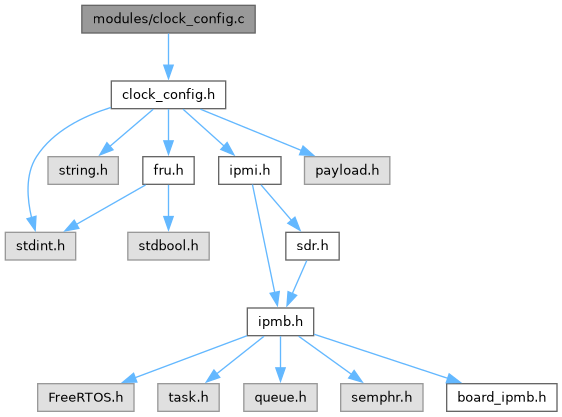 modules/clock_config.c
clock_config.h
string.h
fru.h
ipmi.h
payload.h
stdint.h
stdbool.h
sdr.h
ipmb.h
FreeRTOS.h
task.h
queue.h
semphr.h
board_ipmb.h